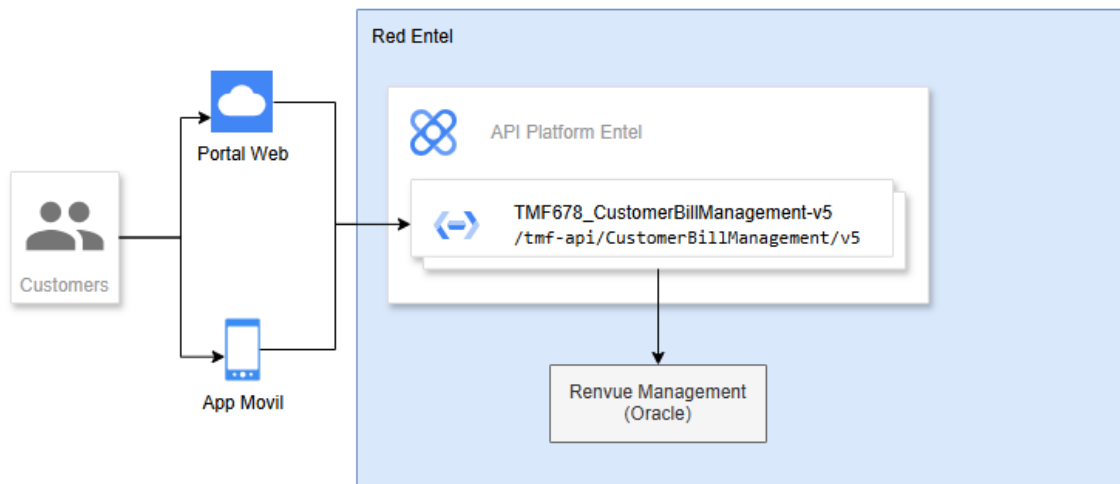 Red Entel
API Platform Entel
Portal Web
TMF678_CustomerBillManagement-v5
/tmf-api/CustomerBillManagement/v5
Customers
App Movil
Renvue Management
(Oracle)